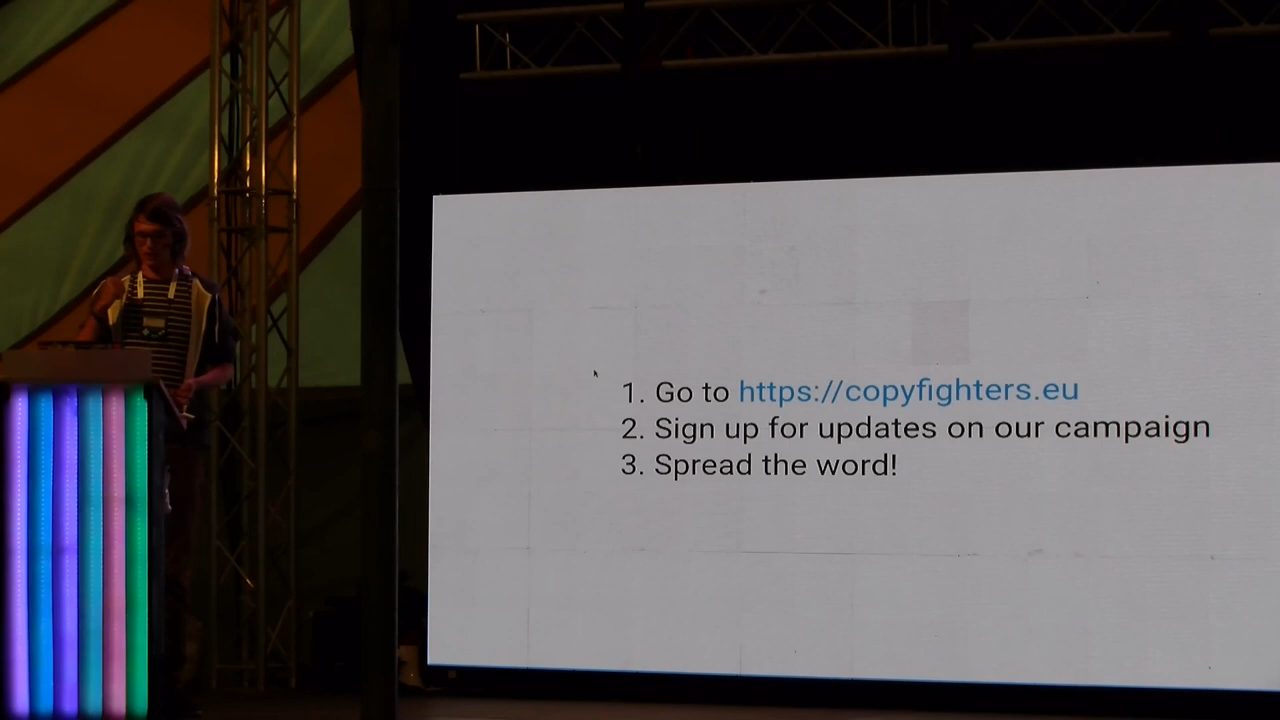 1. Go to https://copyfighters.eu
2. Sign up for updates on our campaign
3. Spread the word!